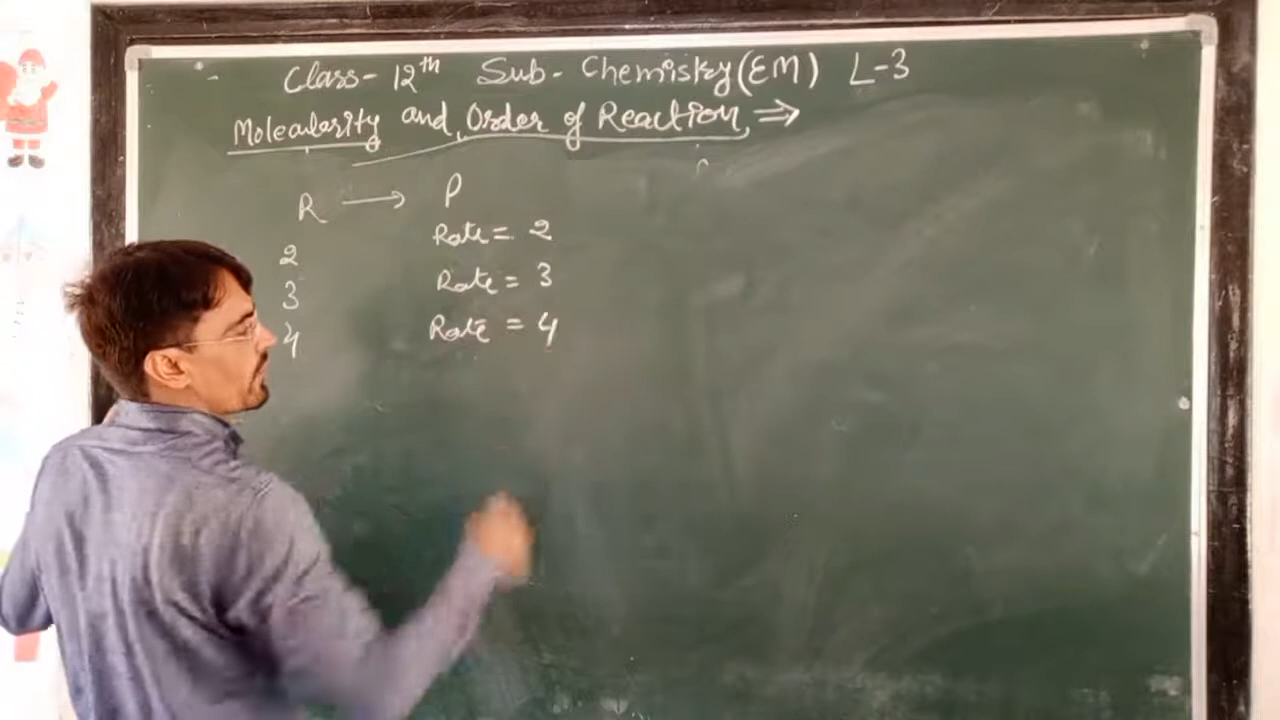 Class- 12th Sub- Chemistry (EM) L-3
Molecularity and Order of Reaction, ⇒
R ⟶ P
2 Rate = 2
3 Rate = 3
4 Rate = 4